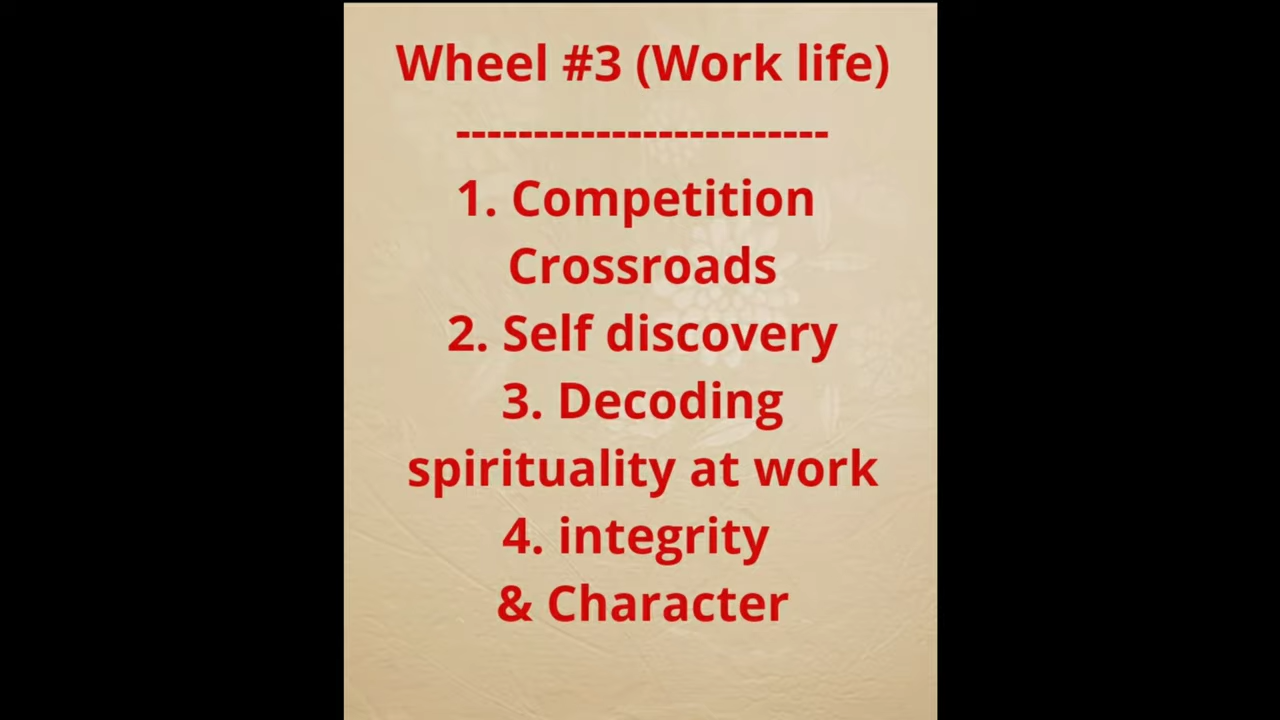 Wheel #3 (Work life)
------------------------
1. Competition
Crossroads
2. Self discovery
3. Decoding
spirituality at work
4. integrity
& Character